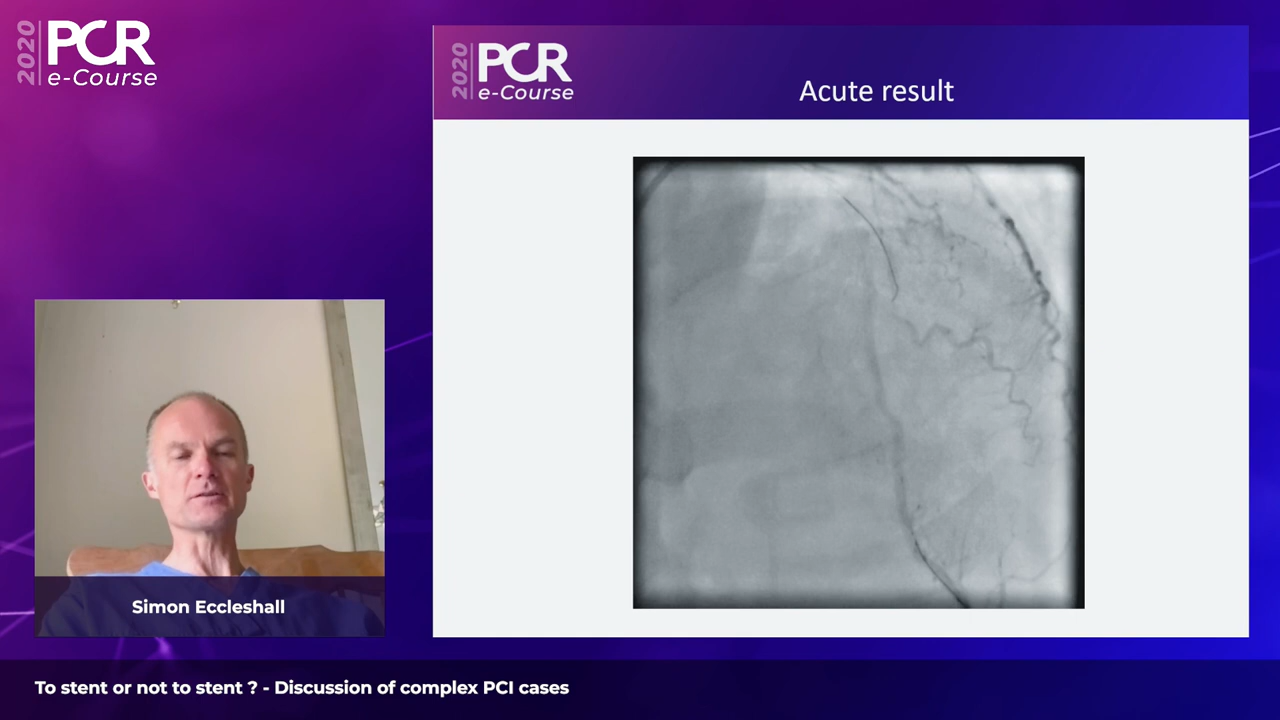 2020
PCR
e-Course
2020
PCR
e-Course
Acute result
Simon Eccleshall
To stent or not to stent ? - Discussion of complex PCI cases